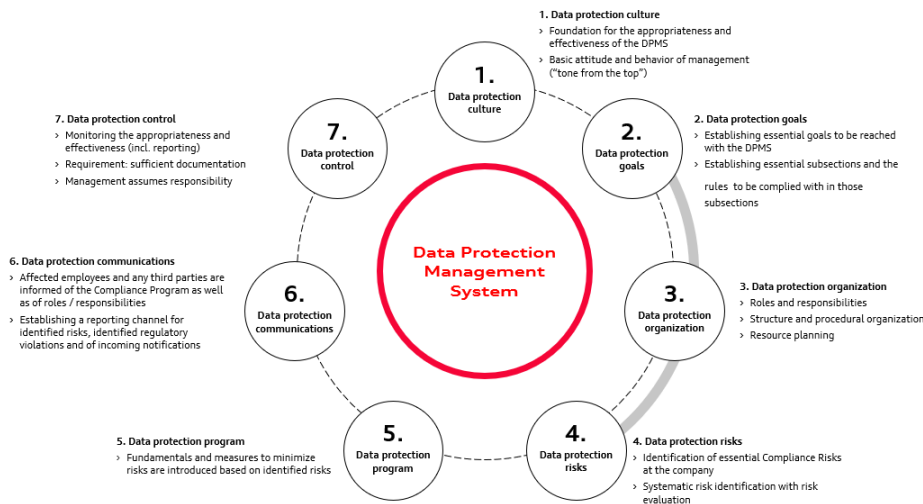 1. Data protection culture
› Foundation for the appropriateness and
effectiveness of the DPMS
› Basic attitude and behavior of management
(“tone from the top”)
1.
Data protection
culture
7. Data protection control
› Monitoring the appropriateness and
effectiveness (incl. reporting)
› Requirement: sufficient documentation
› Management assumes responsibility
7.
Data protection
control
2.
Data protection
goals
2. Data protection goals
› Establishing essential goals to be reached
with the DPMS
› Establishing essential subsections and the
rules to be complied with in those
subsections
Data Protection
Management
System
6. Data protection communications
› Affected employees and any third parties are
informed of the Compliance Program as well
as of roles / responsibilities
› Establishing a reporting channel for
identified risks, identified regulatory
violations and of incoming notifications
6.
Data protection
communications
3.
Data protection
organization
3. Data protection organization
› Roles and responsibilities
› Structure and procedural organization
› Resource planning
5. Data protection program
› Fundamentals and measures to minimize
risks are introduced based on identified risks
5.
Data protection
program
4.
Data protection
risks
4. Data protection risks
› Identification of essential Compliance Risks
at the company
› Systematic risk identification with risk
evaluation